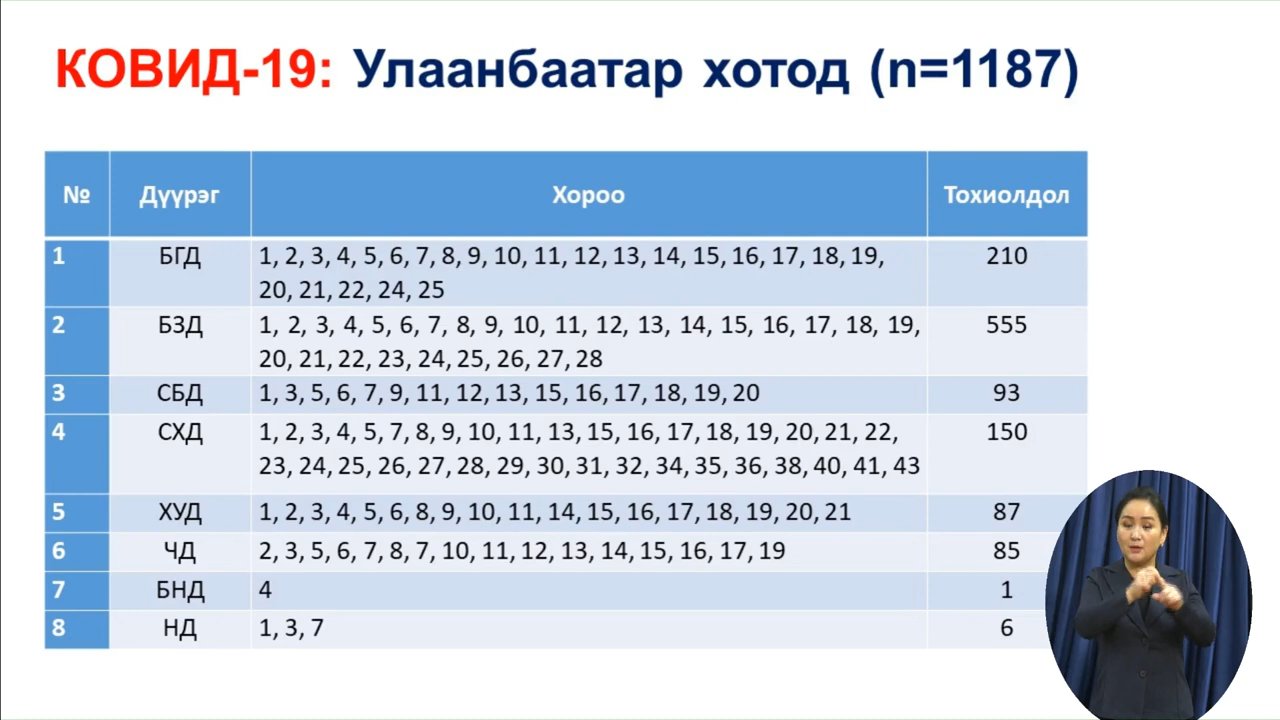 КОВИД-19: Улаанбаатар хотод (n=1187)
№ Дүүрэг Хороо Тохиолдол
1 БГД 1, 2, 3, 4, 5, 6, 7, 8, 9, 10, 11, 12, 13, 14, 15, 16, 17, 18, 19, 210
20, 21, 22, 24, 25
2 БЗД 1, 2, 3, 4, 5, 6, 7, 8, 9, 10, 11, 12, 13, 14, 15, 16, 17, 18, 19, 555
20, 21, 22, 23, 24, 25, 26, 27, 28
3 СБД 1, 3, 5, 6, 7, 9, 11, 12, 13, 15, 16, 17, 18, 19, 20 93
4 СХД 1, 2, 3, 4, 5, 7, 8, 9, 10, 11, 13, 15, 16, 17, 18, 19, 20, 21, 22, 150
23, 24, 25, 26, 27, 28, 29, 30, 31, 32, 34, 35, 36, 38, 40, 41, 43
5 ХУД 1, 2, 3, 4, 5, 6, 8, 9, 10, 11, 14, 15, 16, 17, 18, 19, 20, 21 87
6 ЧД 2, 3, 5, 6, 7, 8, 7, 10, 11, 12, 13, 14, 15, 16, 17, 19 85
7 БНД 4 1
8 НД 1, 3, 7 6